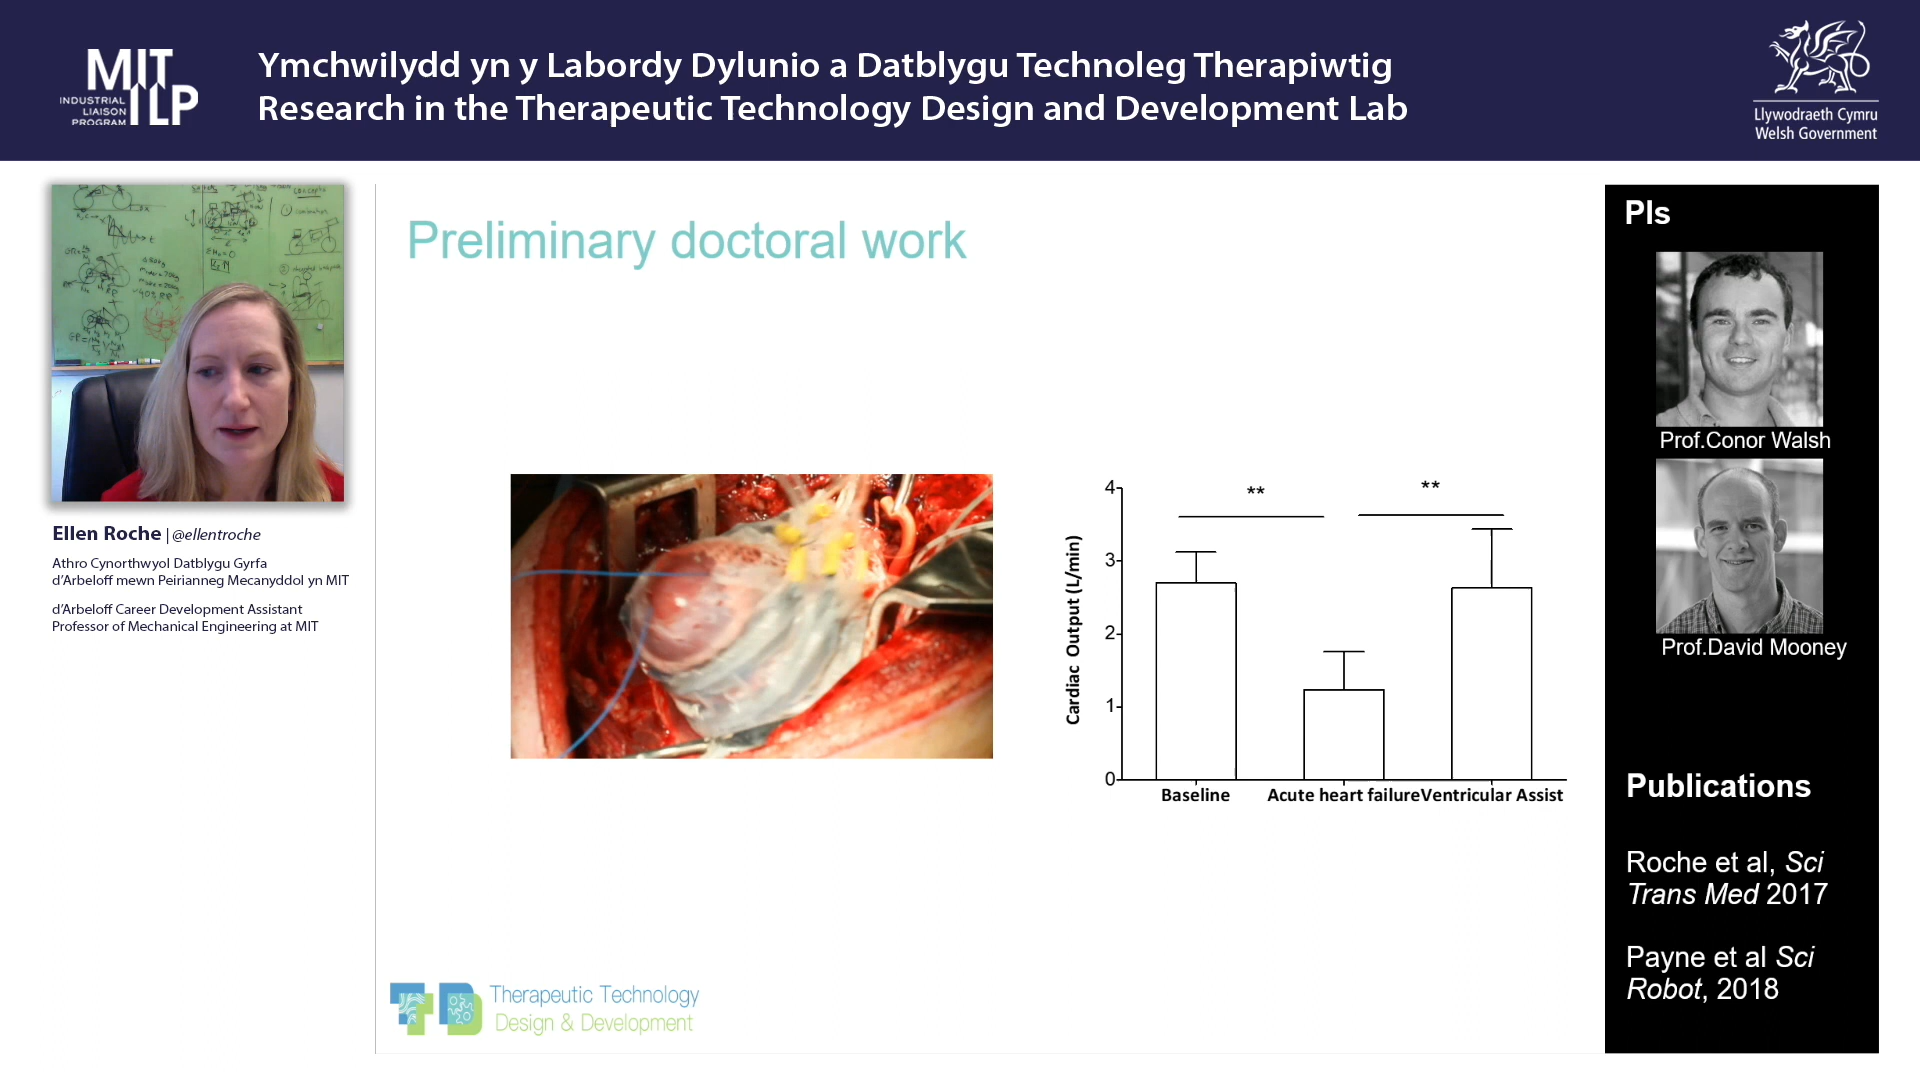 MIT
ILP
INDUSTRIAL
LIAISON
PROGRAM
Ymchwilydd yn y Labordy Dylunio a Datblygu Technoleg Therapiwtig
Research in the Therapeutic Technology Design and Development Lab
Llywodraeth Cymru
Welsh Government
Ellen Roche | @ellentroche
Athro Cynorthwyol Datblygu Gyrfa
d'Arbeloff mewn Peirianneg Mecanyddol yn MIT
d'Arbeloff Career Development Assistant
Professor of Mechanical Engineering at MIT
Preliminary doctoral work
Cardiac Output (L/min)
4
3
2
1
0
**
**
Baseline
Acute heart failure
Ventricular Assist
TTD
Therapeutic Technology
Design & Development
PIs
Prof.Conor Walsh
Prof.David Mooney
Publications
Roche et al, Sci
Trans Med 2017
Payne et al Sci
Robot, 2018